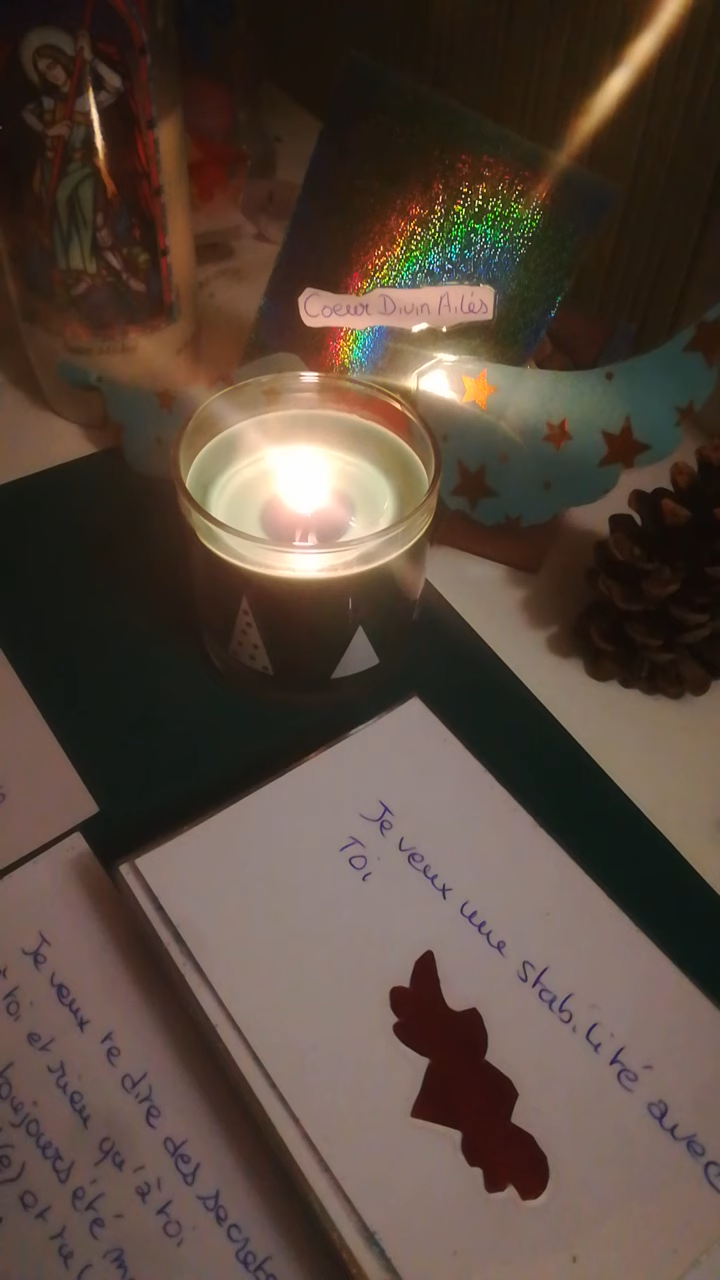 Coeur Divin Ailés
Je veux une stabilité avec
Toi
Je veux te dire des secrets
à toi et rien qu'à toi
toujours été
et